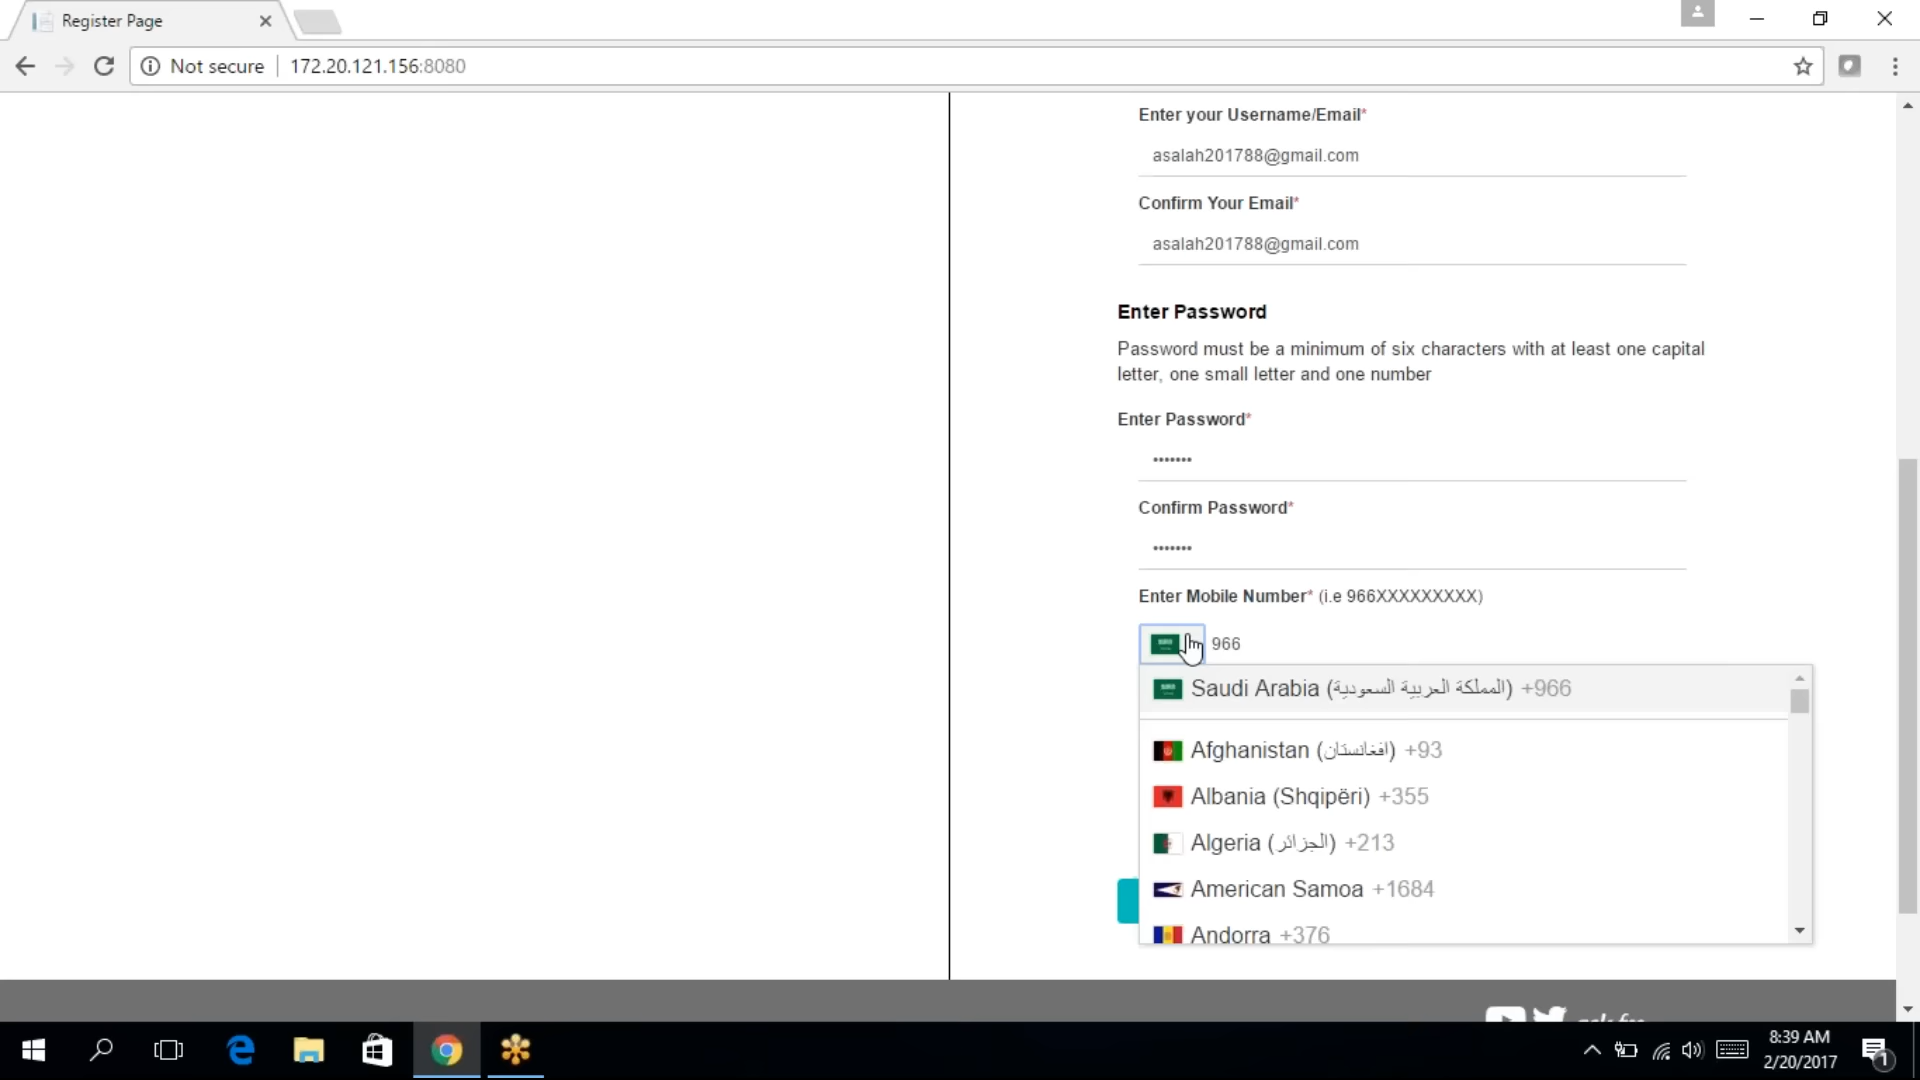 Register Page
Not secure
172.20.121.156:8080
Enter your Username/Email*
asalah201788@gmail.com
Confirm Your Email*
asalah201788@gmail.com
Enter Password
Password must be a minimum of six characters with at least one capital
letter, one small letter and one number
Enter Password*
•••••••
Confirm Password*
•••••••
Enter Mobile Number* (i.e 966XXXXXXXXX)
966
Saudi Arabia (المملكة العربية السعودية) +966
Afghanistan (افغانستان) +93
Albania (Shqipëri) +355
Algeria (الجزائر) +213
American Samoa +1684
Andorra +376
8:39 AM
2/20/2017
1